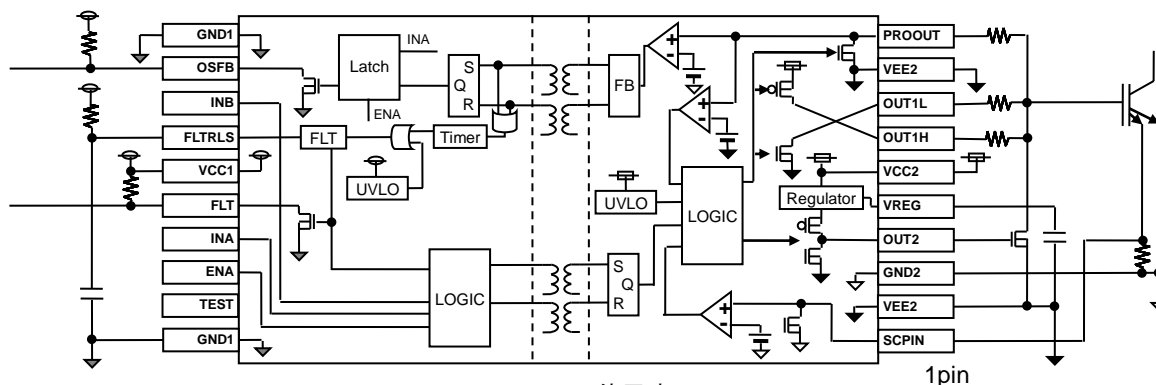 GND1
OSFB
INB
FLTRLS
VCC1
FLT
INA
ENA
TEST
GND1
INA
Latch
ENA
S
Q
R
FLT
Timer
UVLO
LOGIC
FB
+
-
+
-
UVLO
LOGIC
S
Q
R
+
-
Regulator
PROOUT
VEE2
OUT1L
OUT1H
VCC2
VREG
OUT2
GND2
VEE2
SCPIN
1pin